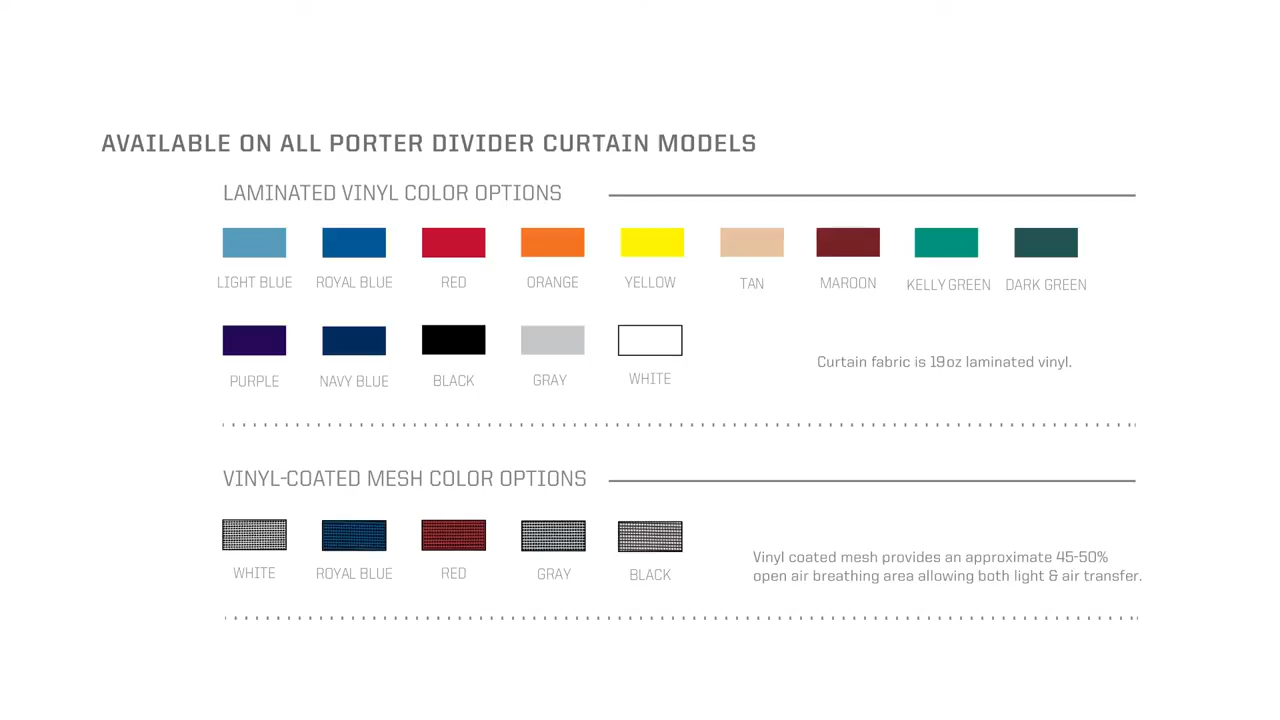 AVAILABLE ON ALL PORTER DIVIDER CURTAIN MODELS
LAMINATED VINYL COLOR OPTIONS
LIGHT BLUE ROYAL BLUE RED ORANGE YELLOW TAN MAROON KELLY GREEN DARK GREEN
PURPLE NAVY BLUE BLACK GRAY WHITE
Curtain fabric is 19oz laminated vinyl.
VINYL-COATED MESH COLOR OPTIONS
WHITE ROYAL BLUE RED GRAY BLACK
Vinyl coated mesh provides an approximate 45-50%
open air breathing area allowing both light & air transfer.